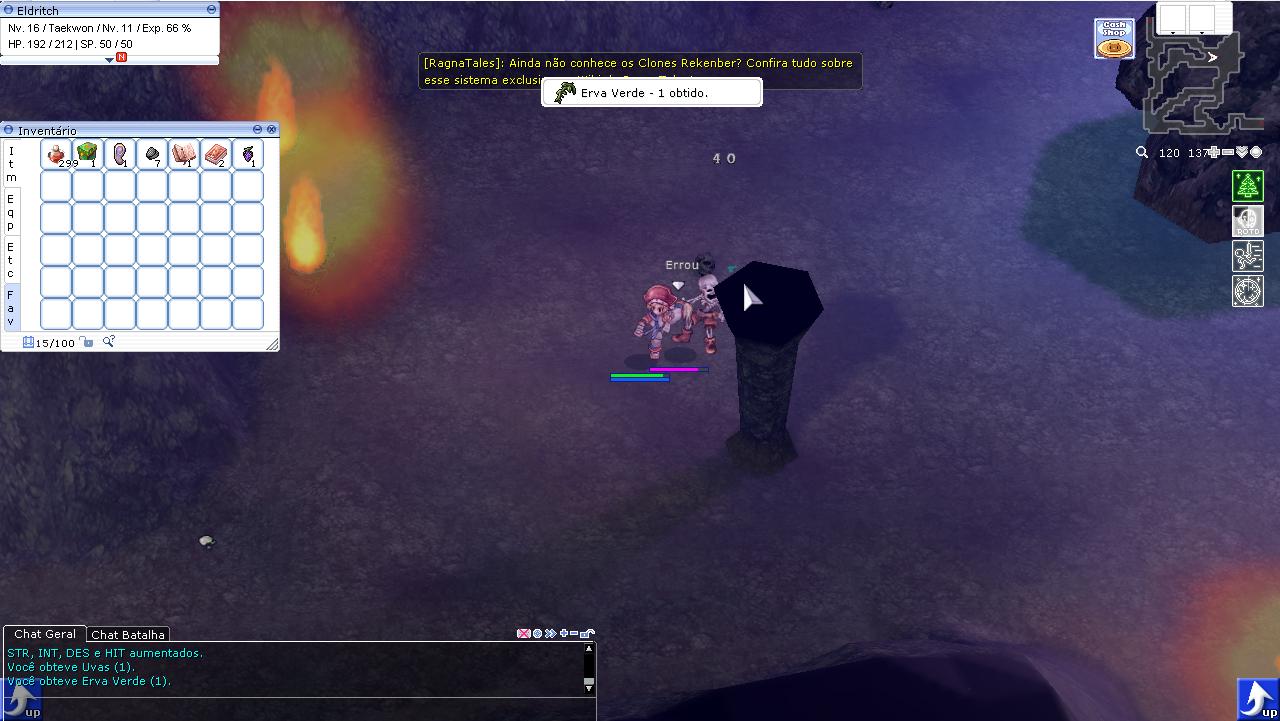 Eldritch
Nv. 16 / Taekwon / Nv. 11 / Exp. 66 %
HP. 192 / 212 | SP. 50 / 50
N
[RagnaTales]: Ainda não conhece os Clones Rekenber? Confira tudo sobre
esse sistema exclusi
Erva Verde - 1 obtido.
Cash Shop
120 137
40
Inventário
Itm
Eqp
Etc
Fav
299 1 1 7 1 2 1
15/100
Errou
ROTD
Chat Geral
Chat Batalha
STR, INT, DES e HIT aumentados.
Você obteve Uvas (1).
Você obteve Erva Verde (1).
up
up